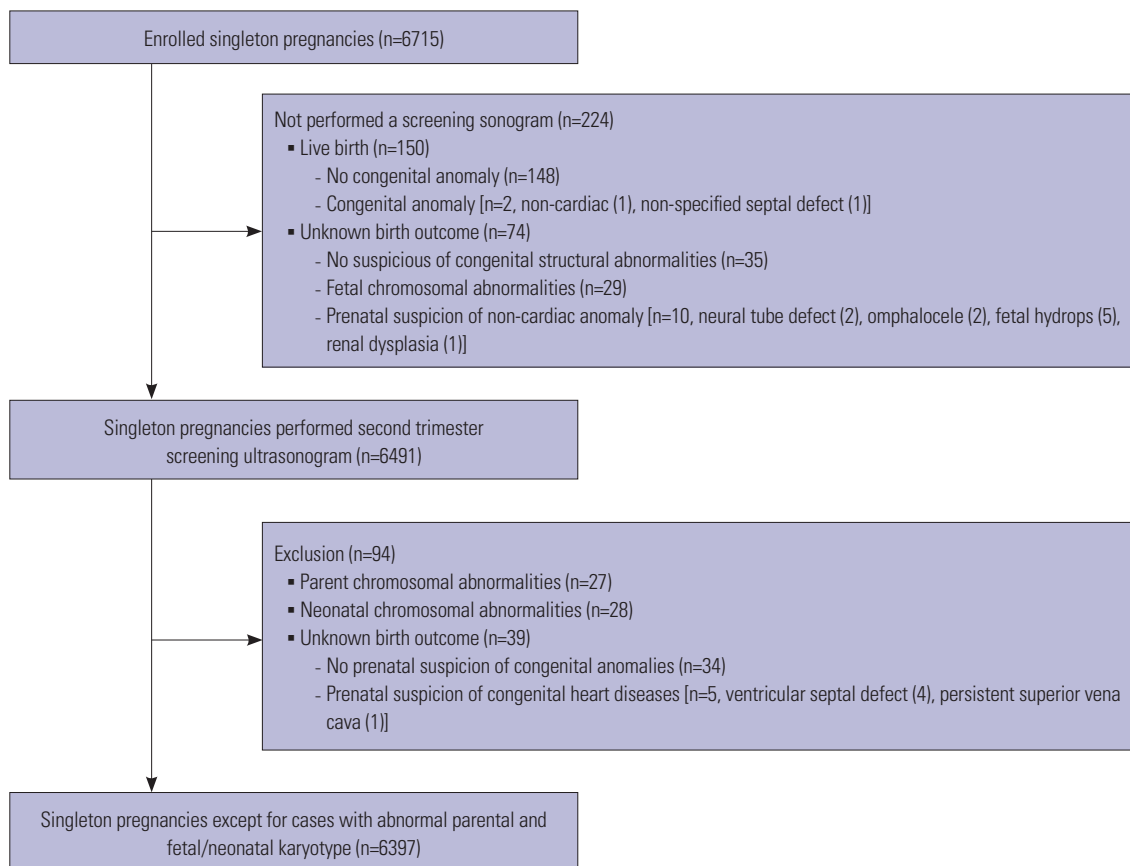 Enrolled singleton pregnancies (n=6715)
Not performed a screening sonogram (n=224)
▪ Live birth (n=150)
- No congenital anomaly (n=148)
- Congenital anomaly [n=2, non-cardiac (1), non-specified septal defect (1)]
▪ Unknown birth outcome (n=74)
- No suspicious of congenital structural abnormalities (n=35)
- Fetal chromosomal abnormalities (n=29)
- Prenatal suspicion of non-cardiac anomaly [n=10, neural tube defect (2), omphalocele (2), fetal hydrops (5),
renal dysplasia (1)]
Singleton pregnancies performed second trimester
screening ultrasonogram (n=6491)
Exclusion (n=94)
▪ Parent chromosomal abnormalities (n=27)
▪ Neonatal chromosomal abnormalities (n=28)
▪ Unknown birth outcome (n=39)
- No prenatal suspicion of congenital anomalies (n=34)
- Prenatal suspicion of congenital heart diseases [n=5, ventricular septal defect (4), persistent superior vena
cava (1)]
Singleton pregnancies except for cases with abnormal parental and
fetal/neonatal karyotype (n=6397)